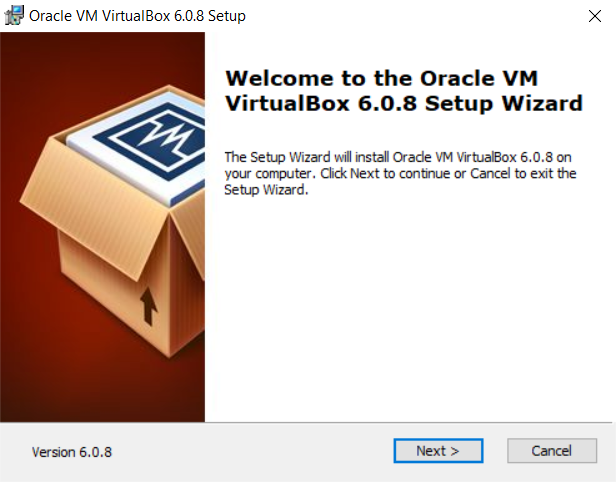 Oracle VM VirtualBox 6.0.8 Setup
Welcome to the Oracle VM
VirtualBox 6.0.8 Setup Wizard
The Setup Wizard will install Oracle VM VirtualBox 6.0.8 on
your computer. Click Next to continue or Cancel to exit the
Setup Wizard.
Version 6.0.8
Next >
Cancel